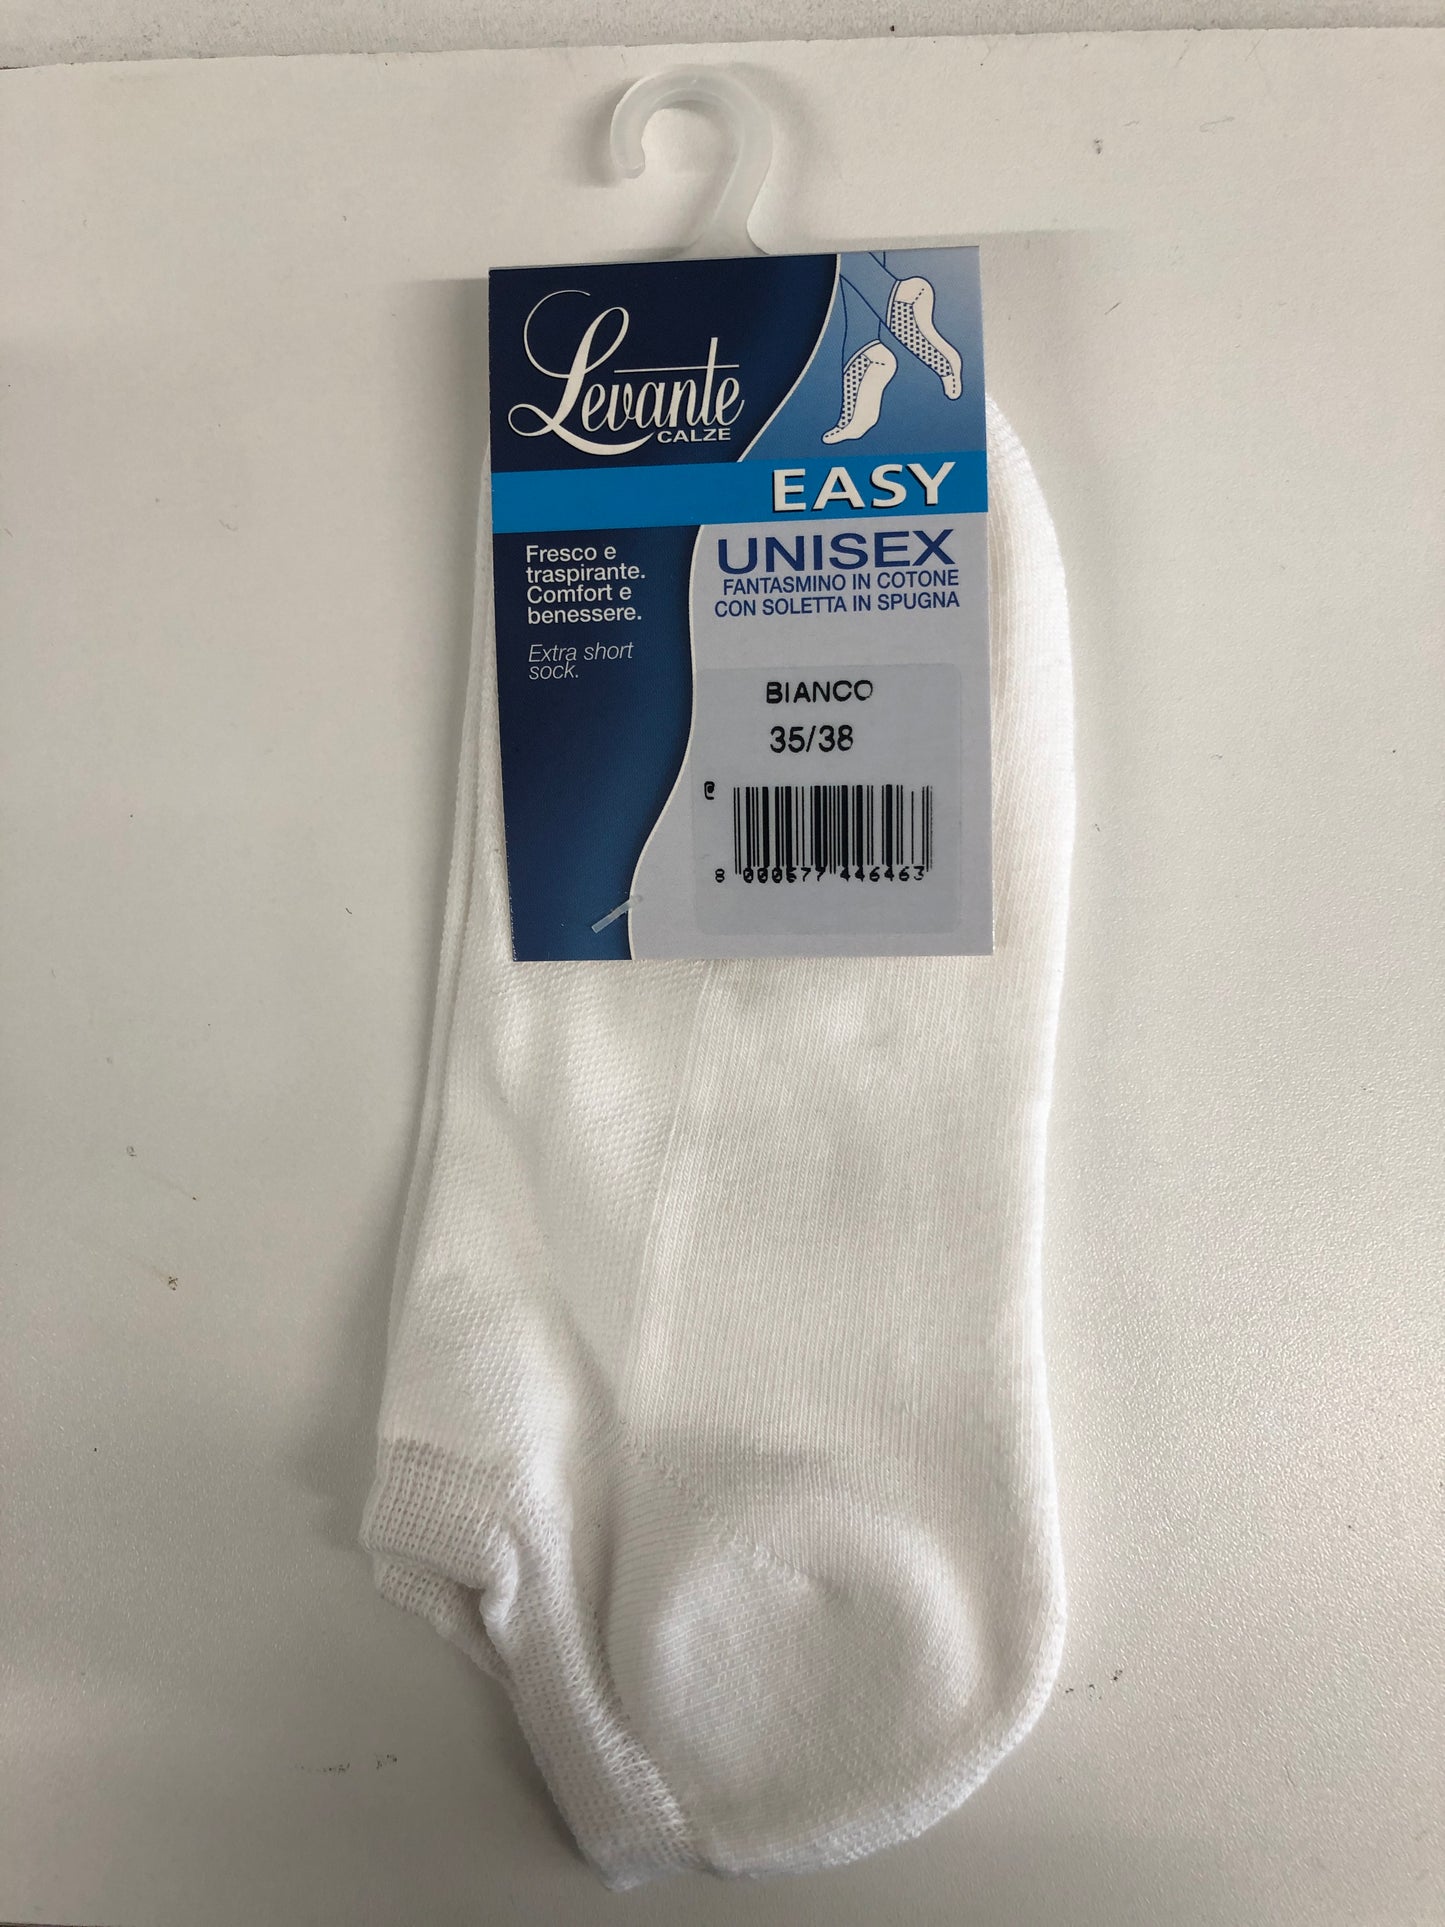 Levante
CALZE
EASY
Fresco e
traspirante.
Comfort e
benessere.
Extra short
sock.
UNISEX
FANTASMINO IN COTONE
CON SOLETTA IN SPUGNA
BIANCO
35/38
@
8 000577 446463